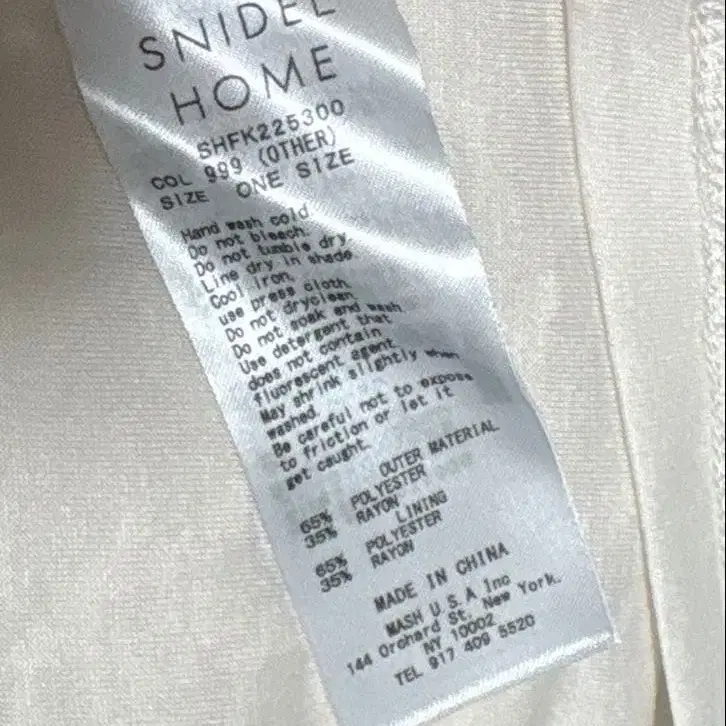 SNIDEL
HOME
SHFK225300
COL 999 (OTHER)
SIZE ONE SIZE
Hand wash cold.
Do not bleach.
Do not tumble dry.
Line dry in shade.
Cool iron.
use press cloth.
Do not dryclean.
Do not soak and wash.
Use detergent that
does not contain
fluorescent agent.
May shrink slightly when
washed.
Be careful not to expose
to friction or let it
get caught.
OUTER MATERIAL
65% POLYESTER
35% RAYON
LINING
65% POLYESTER
35% RAYON
MADE IN CHINA
MASH U.S.A Inc
144 Orchard St. New York.
NY 10002
TEL 917 409 5520